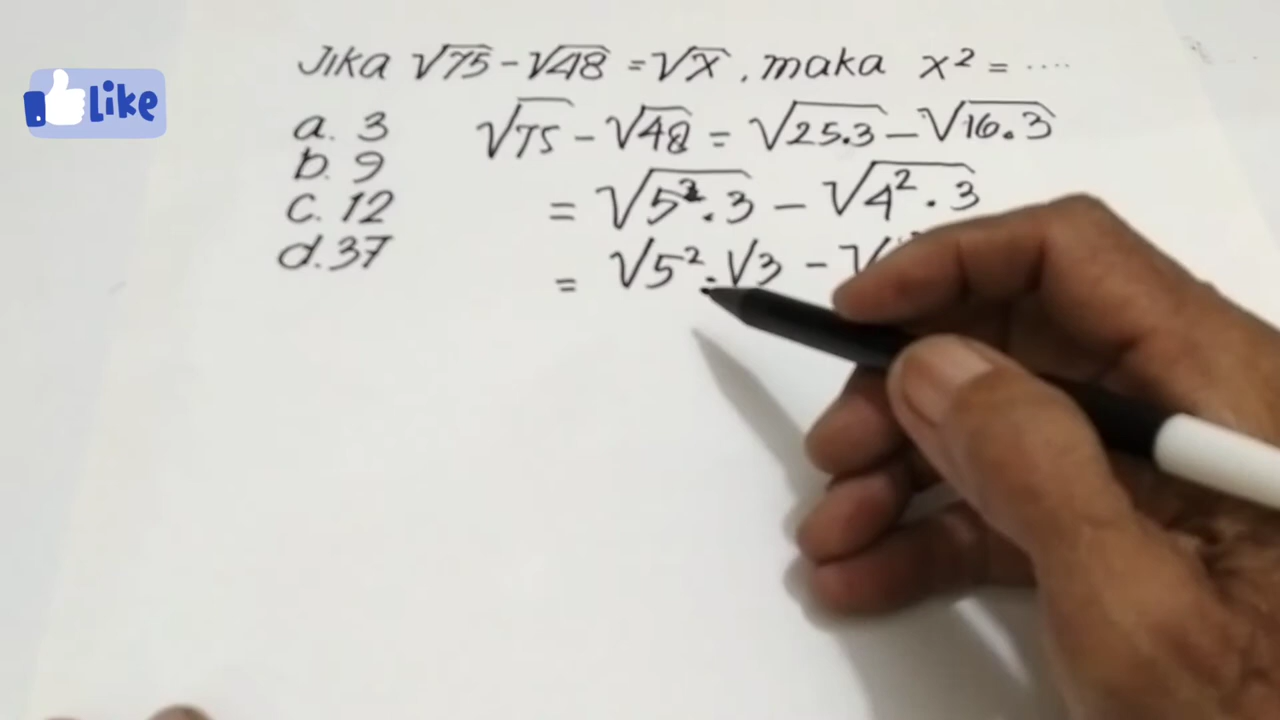 Like
Jika √75 - √48 = √x , maka x² = ....
a. 3
b. 9
c. 12
d. 37
√75 - √48 = √25.3 - √16.3
= √5².3 - √4².3
= √5².√3 - √